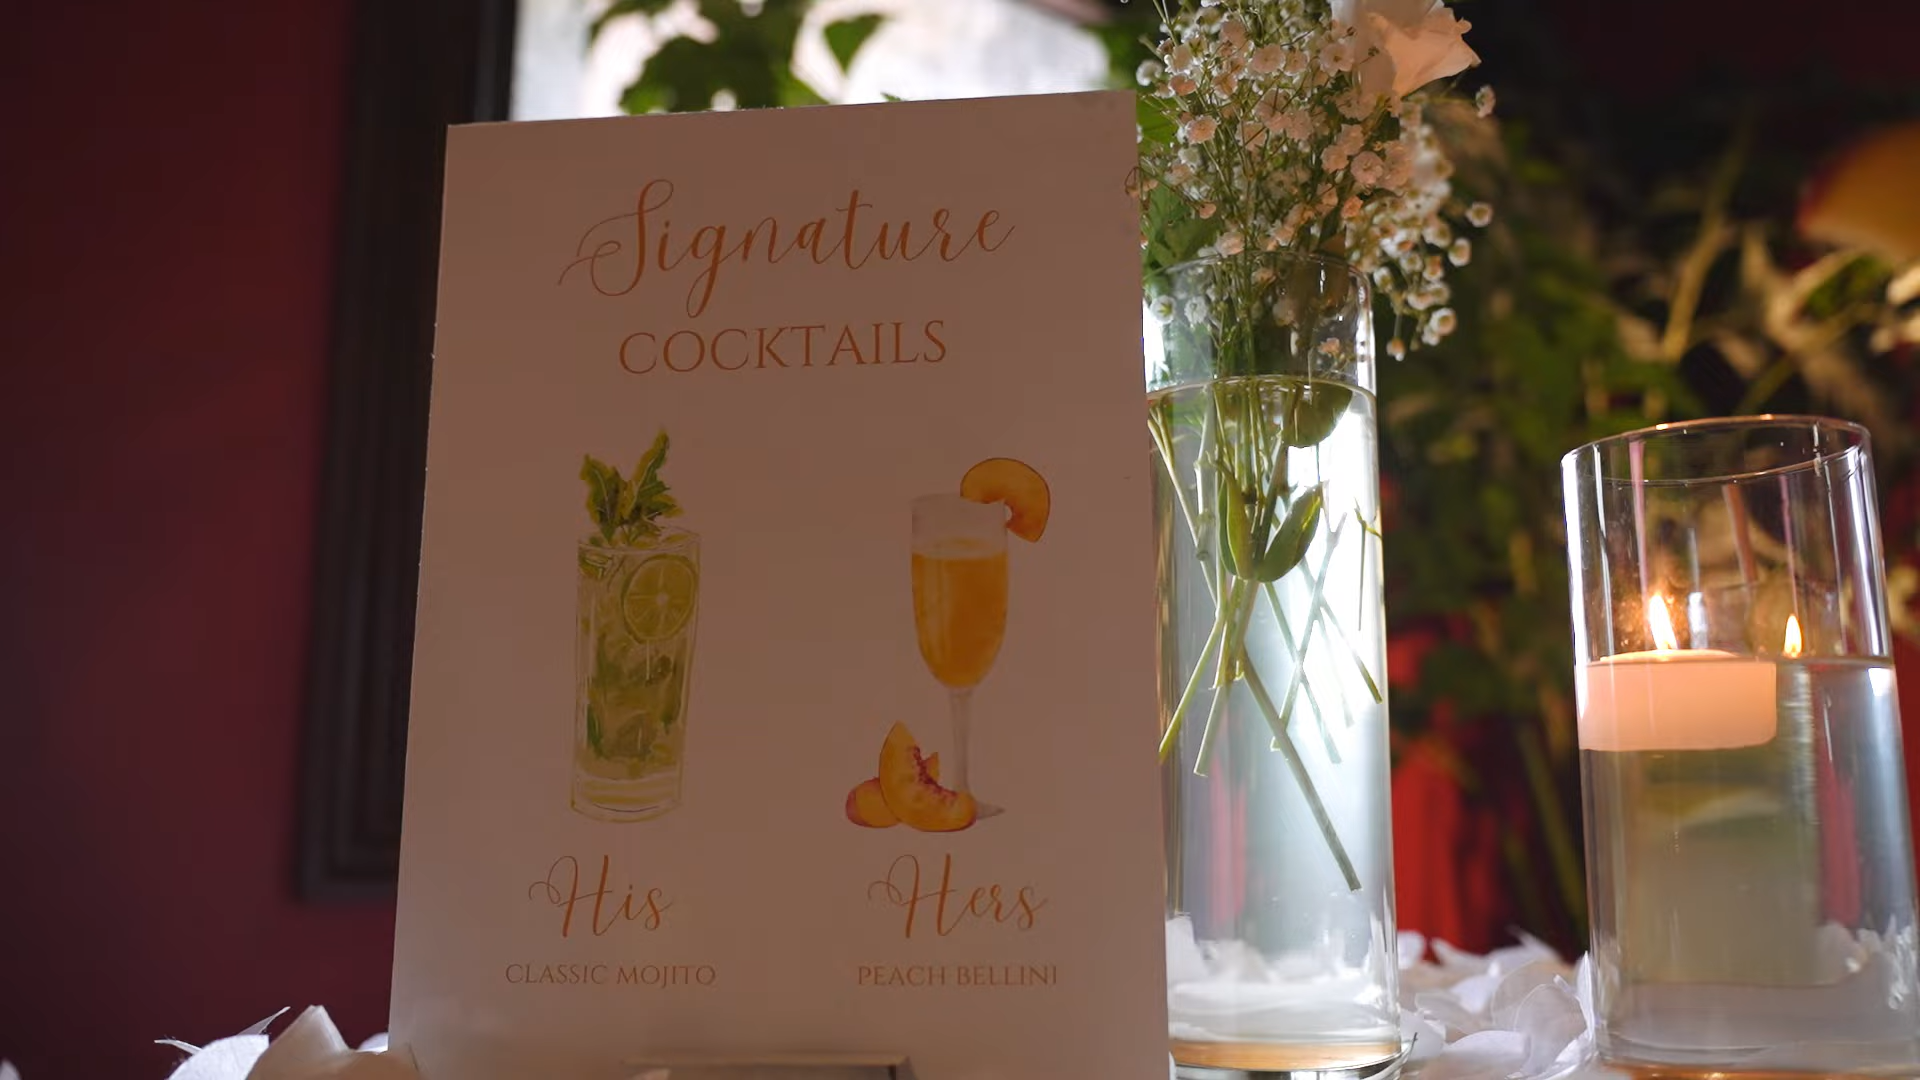 Signature
COCKTAILS
His
Hers
CLASSIC MOJITO
PEACH BELLINI